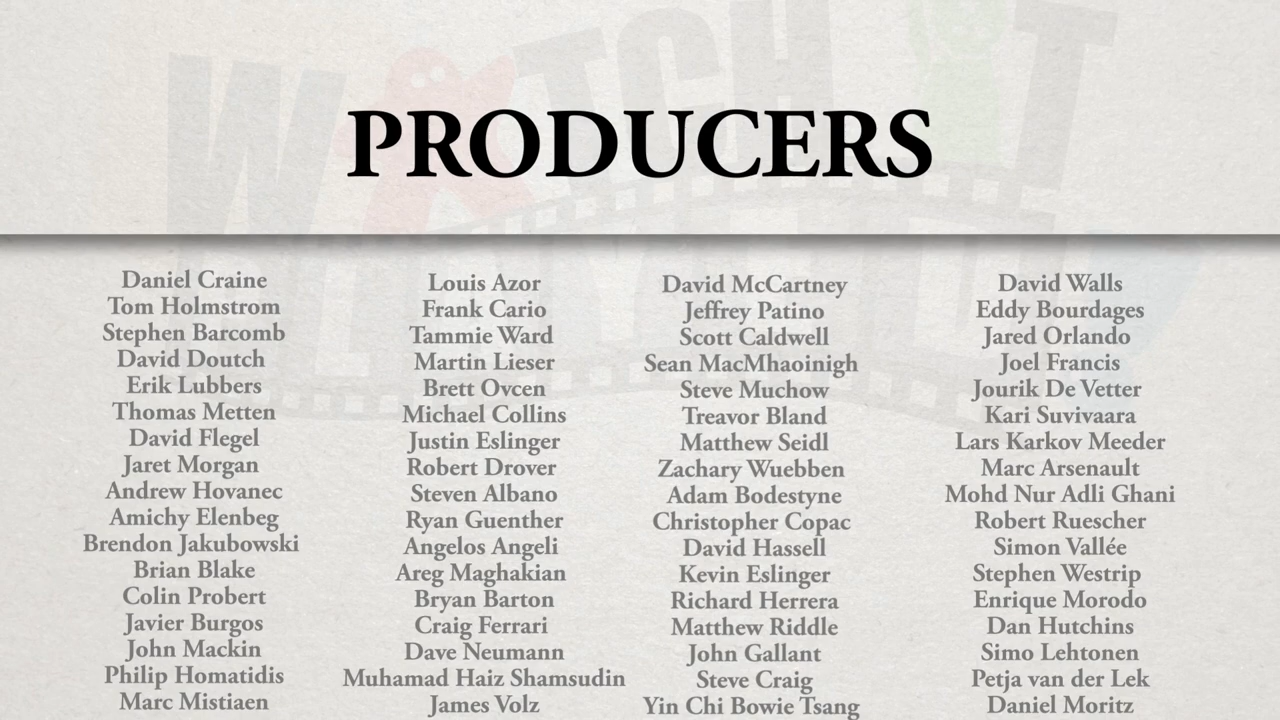 WATCH IT
PLAYED
PRODUCERS
Daniel Craine
Tom Holmstrom
Stephen Barcomb
David Doutch
Erik Lubbers
Thomas Metten
David Flegel
Jaret Morgan
Andrew Hovanec
Amichy Elenbeg
Brendon Jakubowski
Brian Blake
Colin Probert
Javier Burgos
John Mackin
Philip Homatidis
Marc Mistiaen
Louis Azor
Frank Cario
Tammie Ward
Martin Lieser
Brett Ovcen
Michael Collins
Justin Eslinger
Robert Drover
Steven Albano
Ryan Guenther
Angelos Angeli
Areg Maghakian
Bryan Barton
Craig Ferrari
Dave Neumann
Muhamad Haiz Shamsudin
James Volz
David McCartney
Jeffrey Patino
Scott Caldwell
Sean MacMhaoinigh
Steve Muchow
Treavor Bland
Matthew Seidl
Zachary Wuebben
Adam Bodestyne
Christopher Copac
David Hassell
Kevin Eslinger
Richard Herrera
Matthew Riddle
John Gallant
Steve Craig
Yin Chi Bowie Tsang
David Walls
Eddy Bourdages
Jared Orlando
Joel Francis
Jourik De Vetter
Kari Suvivaara
Lars Karkov Meeder
Marc Arsenault
Mohd Nur Adli Ghani
Robert Ruescher
Simon Vallée
Stephen Westrip
Enrique Morodo
Dan Hutchins
Simo Lehtonen
Petja van der Lek
Daniel Moritz